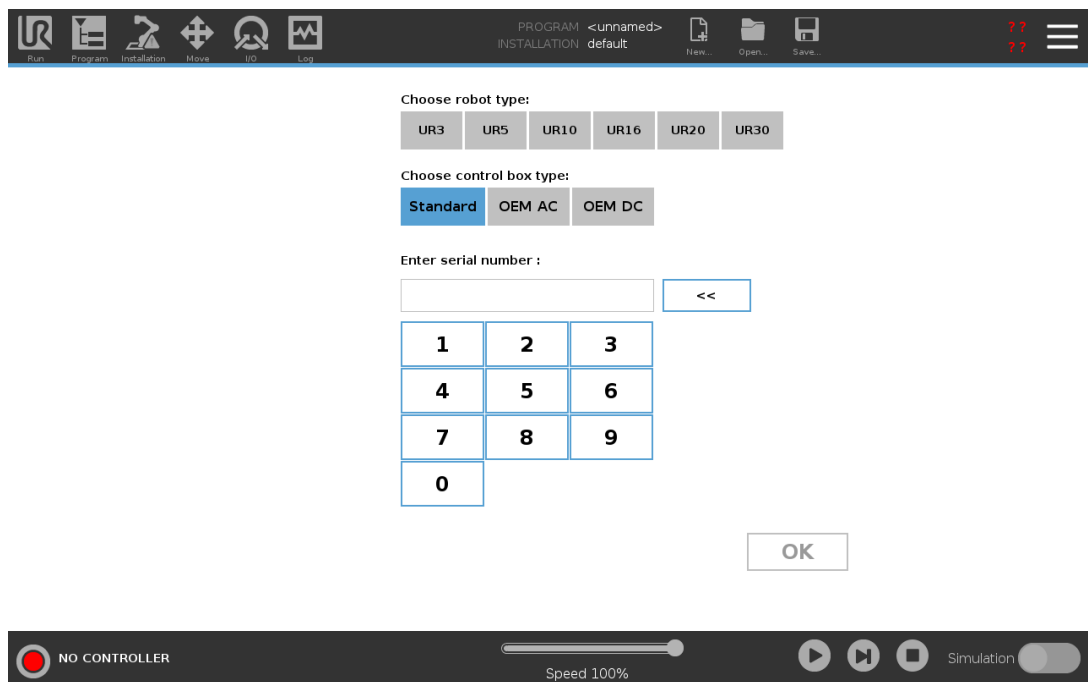 PROGRAM <unnamed>
INSTALLATION default
? ?
? ?
Run Program Installation Move I/O Log New... Open... Save...
Choose robot type:
UR3 UR5 UR10 UR16 UR20 UR30
Choose control box type:
Standard OEM AC OEM DC
Enter serial number :
<<
1 2 3
4 5 6
7 8 9
0
OK
NO CONTROLLER
Speed 100%
Simulation